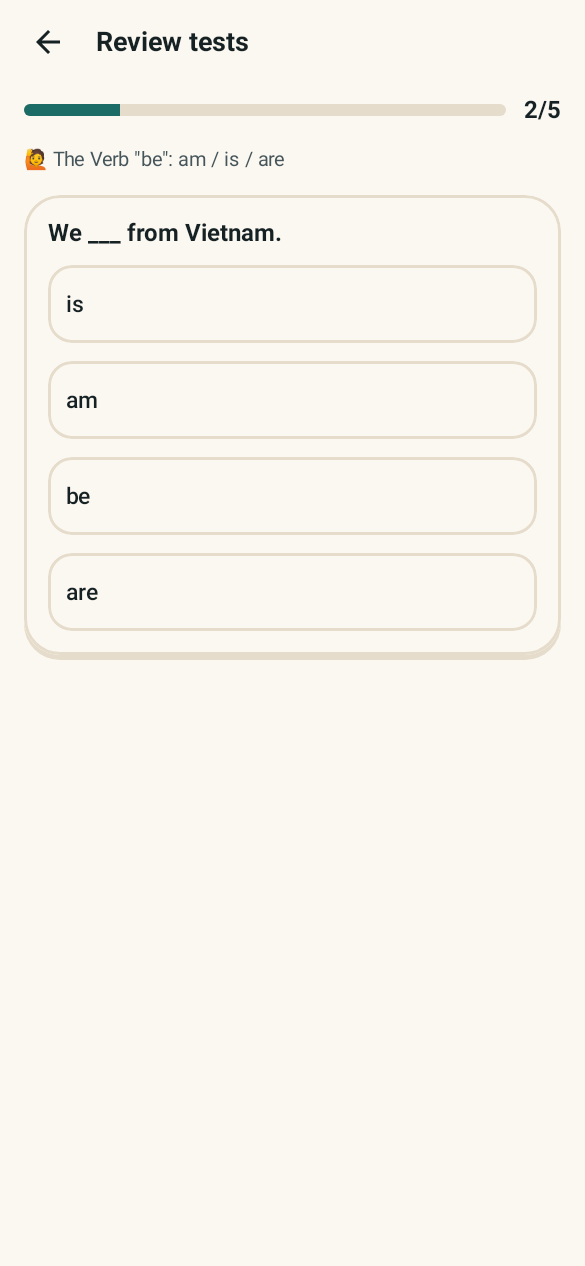 Review tests
2/5
🙋 The Verb "be": am / is / are
We ___ from Vietnam.
is
am
be
are